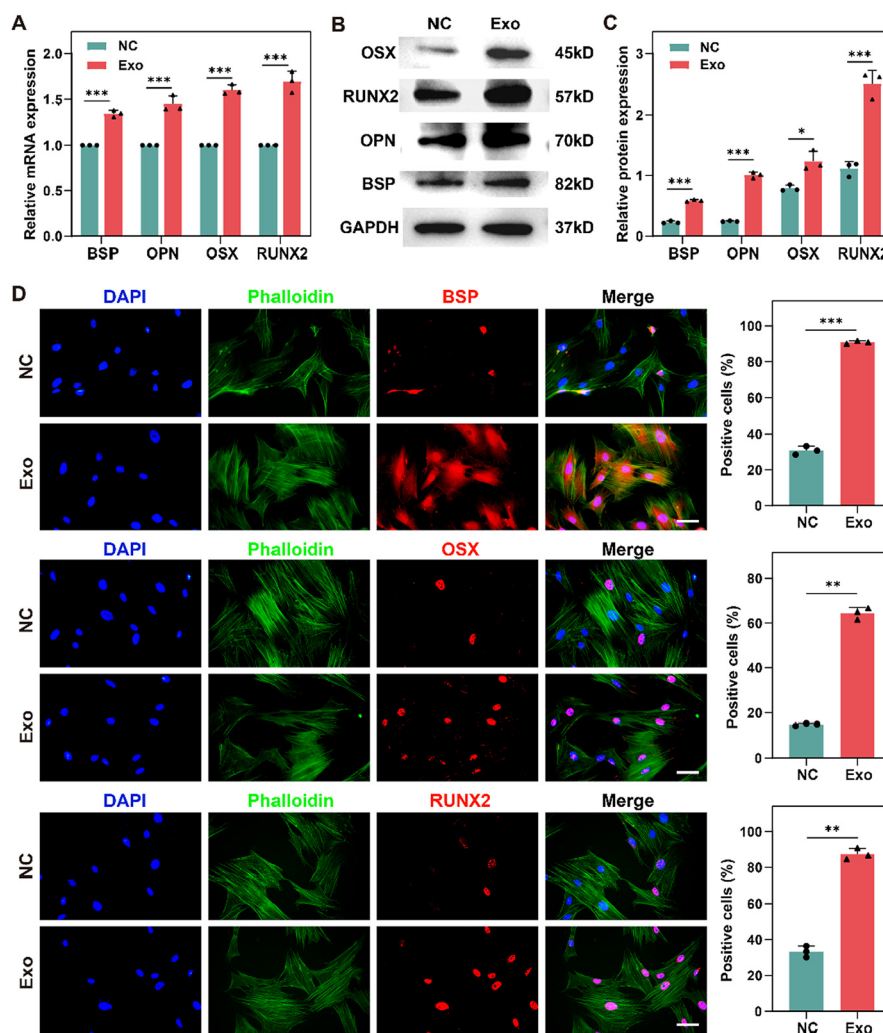 A
NC
Exo
Relative mRNA expression
2.0
1.5
1.0
0.5
0.0
***
***
***
***
BSP OPN OSX RUNX2
B
NC Exo
OSX 45kD
RUNX2 57kD
OPN 70kD
BSP 82kD
GAPDH 37kD
C
NC
Exo
Relative protein expression
3
2
1
0
***
***
*
***
BSP OPN OSX RUNX2
D
DAPI Phalloidin BSP Merge
NC
Exo
Positive cells (%)
100
80
60
40
20
0
***
NC Exo
DAPI Phalloidin OSX Merge
NC
Exo
Positive cells (%)
80
60
40
20
0
**
NC Exo
DAPI Phalloidin RUNX2 Merge
NC
Exo
Positive cells (%)
100
80
60
40
20
0
**
NC Exo